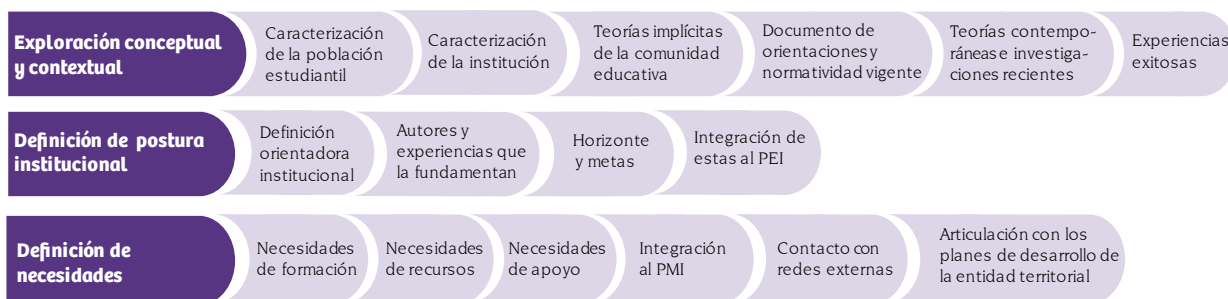 Exploración conceptual
y contextual
Caracterización
de la población
estudiantil
Caracterización
de la institución
Teorías implícitas
de la comunidad
educativa
Documento de
orientaciones y
normatividad vigente
Teorías contempo-
ráneas e investiga-
ciones recientes
Experiencias
exitosas
Definición de postura
institucional
Definición
orientadora
institucional
Autores y
experiencias que
la fundamentan
Horizonte
y metas
Integración de
estas al PEI
Definición de
necesidades
Necesidades
de formación
Necesidades
de recursos
Necesidades
de apoyo
Integración
al PMI
Contacto con
redes externas
Articulación con los
planes de desarrollo de
la entidad territorial